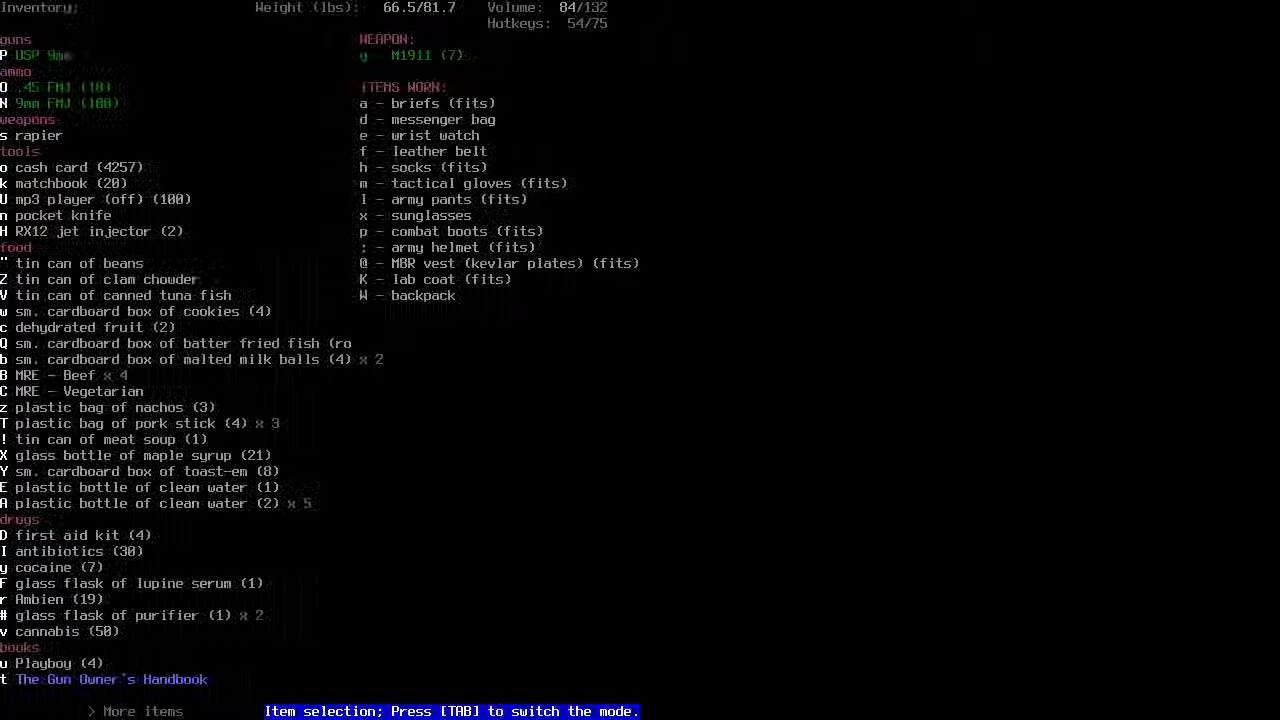 Inventory: Weight (lbs): 66.5/81.7 Volume: 84/132
Hotkeys: 54/75
guns
P USP 9mm
ammo
O .45 FMJ (18)
N 9mm FMJ (100)
weapons
s rapier
tools
o cash card (4257)
k matchbook (20)
U mp3 player (off) (100)
n pocket knife
H RX12 jet injector (2)
food
" tin can of beans
Z tin can of clam chowder
V tin can of canned tuna fish
w sm. cardboard box of cookies (4)
c dehydrated fruit (2)
Q sm. cardboard box of batter fried fish (ro
b sm. cardboard box of malted milk balls (4) x 2
B MRE - Beef x 4
C MRE - Vegetarian
z plastic bag of nachos (3)
T plastic bag of pork stick (4) x 3
! tin can of meat soup (1)
X glass bottle of maple syrup (21)
Y sm. cardboard box of toast-em (8)
E plastic bottle of clean water (1)
A plastic bottle of clean water (2) x 5
drugs
D first aid kit (4)
I antibiotics (30)
y cocaine (7)
F glass flask of lupine serum (1)
r Ambien (19)
# glass flask of purifier (1) x 2
v cannabis (50)
books
u Playboy (4)
t The Gun Owner's Handbook
WEAPON:
g M1911 (7)
ITEMS WORN:
a - briefs (fits)
d - messenger bag
e - wrist watch
f - leather belt
h - socks (fits)
m - tactical gloves (fits)
l - army pants (fits)
x - sunglasses
p - combat boots (fits)
; - army helmet (fits)
@ - MBR vest (kevlar plates) (fits)
K - lab coat (fits)
W - backpack
> More items Item selection; Press [TAB] to switch the mode.